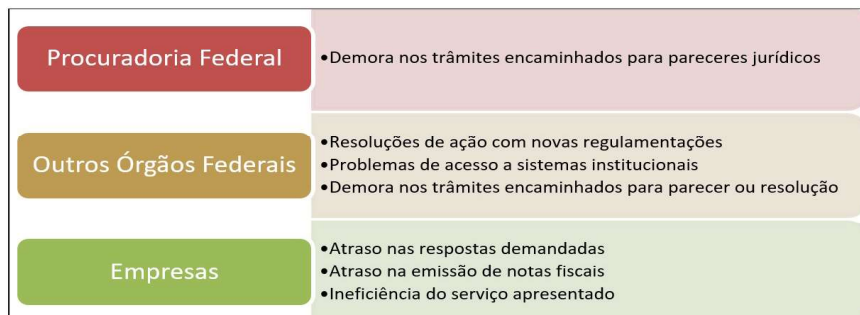 Procuradoria Federal
•Demora nos trâmites encaminhados para pareceres jurídicos
Outros Órgãos Federais
•Resoluções de ação com novas regulamentações
•Problemas de acesso a sistemas institucionais
•Demora nos trâmites encaminhados para parecer ou resolução
Empresas
•Atraso nas respostas demandadas
•Atraso na emissão de notas fiscais
•Ineficiência do serviço apresentado